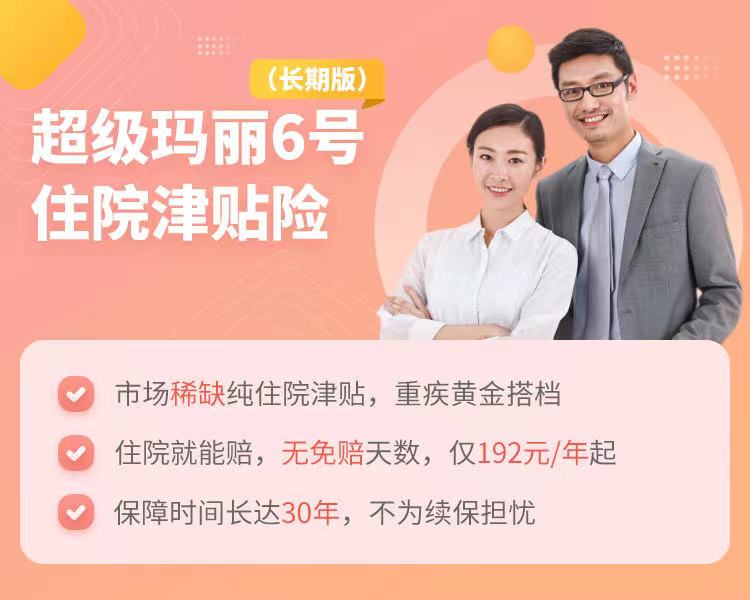 （长期版）
超级玛丽6号
住院津贴险
市场稀缺纯住院津贴，重疾黄金搭档
住院就能赔，无免赔天数，仅192元/年起
保障时间长达30年，不为续保担忧